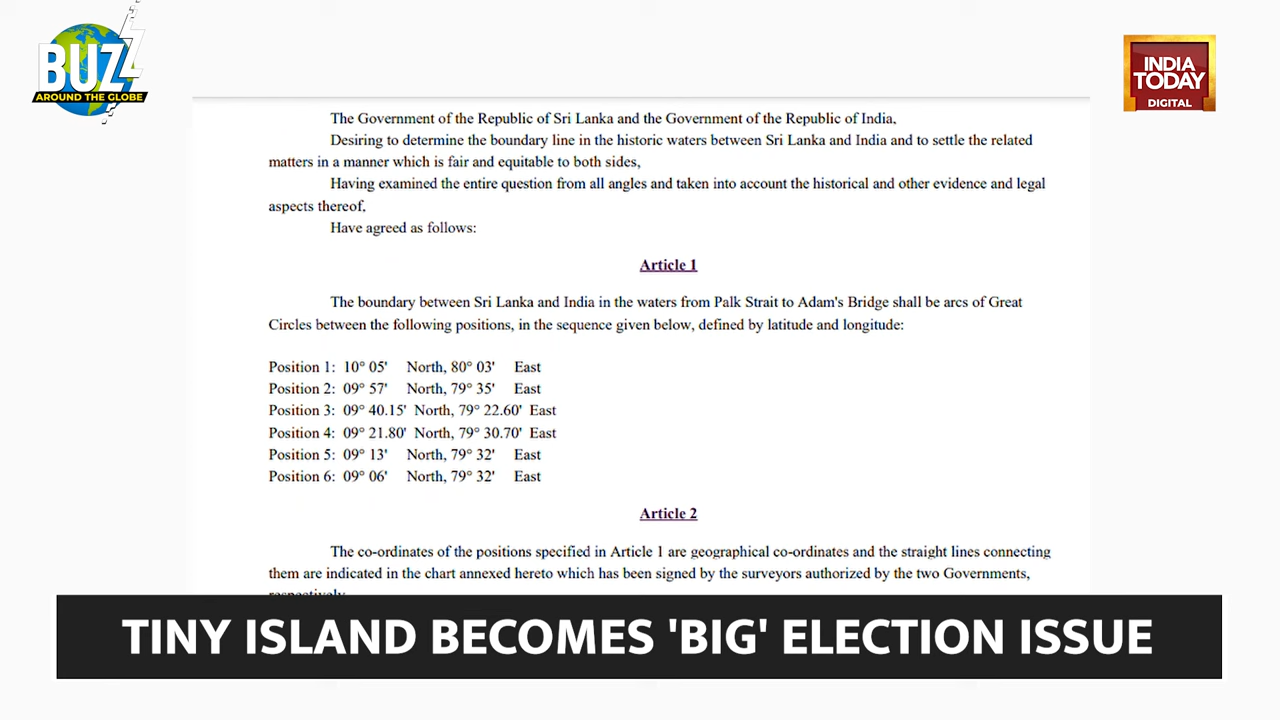 BUZZ
AROUND THE GLOBE
INDIA
TODAY
DIGITAL
The Government of the Republic of Sri Lanka and the Government of the Republic of India,
Desiring to determine the boundary line in the historic waters between Sri Lanka and India and to settle the related
matters in a manner which is fair and equitable to both sides,
Having examined the entire question from all angles and taken into account the historical and other evidence and legal
aspects thereof.
Have agreed as follows:
Article 1
The boundary between Sri Lanka and India in the waters from Palk Strait to Adam's Bridge shall be arcs of Great
Circles between the following positions, in the sequence given below, defined by latitude and longitude:
Position 1: 10° 05' North, 80° 03' East
Position 2: 09° 57' North, 79° 35' East
Position 3: 09° 40.15' North, 79° 22.60' East
Position 4: 09° 21.80' North, 79° 30.70' East
Position 5: 09° 13' North, 79° 32' East
Position 6: 09° 06' North, 79° 32' East
Article 2
The co-ordinates of the positions specified in Article 1 are geographical co-ordinates and the straight lines connecting
them are indicated in the chart annexed hereto which has been signed by the surveyors authorized by the two Governments,
respectively.
TINY ISLAND BECOMES 'BIG' ELECTION ISSUE